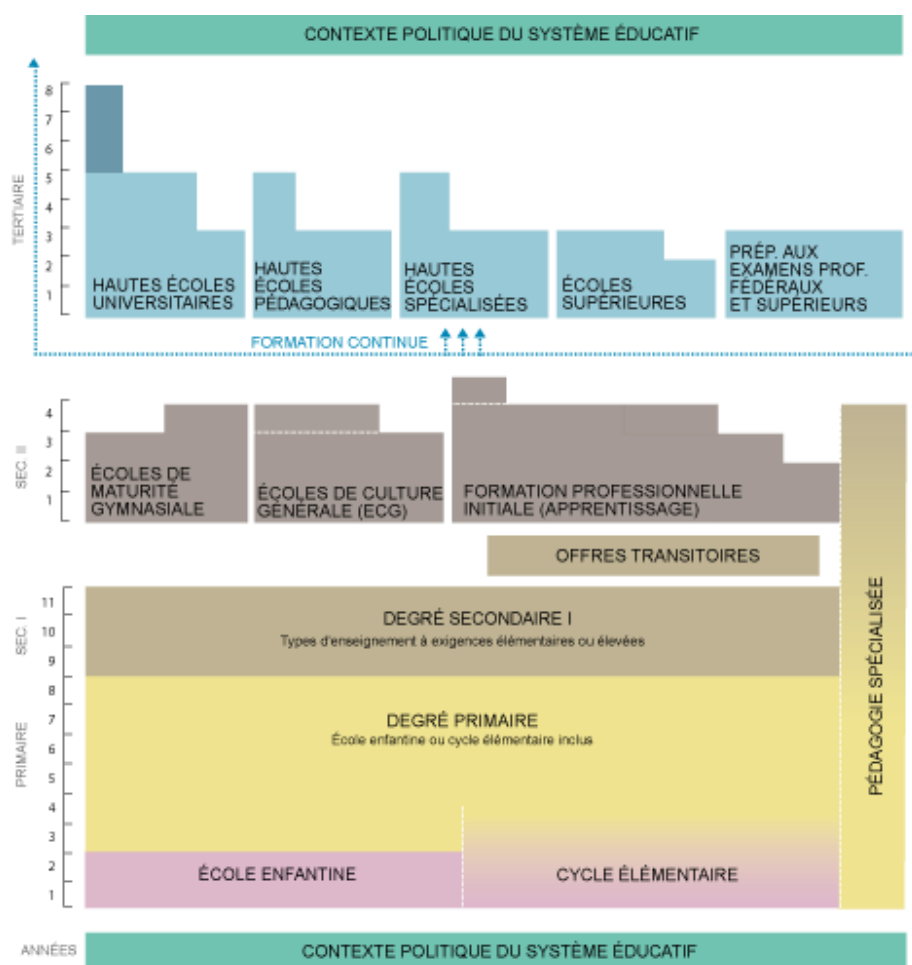 CONTEXTE POLITIQUE DU SYSTÈME ÉDUCATIF
TERTIAIRE
8
7
6
5
4
3
2
1
HAUTES ÉCOLES
UNIVERSITAIRES
HAUTES
ÉCOLES
PÉDAGOGIQUES
HAUTES
ÉCOLES
SPÉCIALISÉES
ÉCOLES
SUPÉRIEURES
PRÉP. AUX
EXAMENS PROF.
FÉDÉRAUX
ET SUPÉRIEURS
FORMATION CONTINUE
SEC. II
4
3
2
1
ÉCOLES DE
MATURITÉ
GYMNASIALE
ÉCOLES DE CULTURE
GÉNÉRALE (ECG)
FORMATION PROFESSIONNELLE
INITIALE (APPRENTISSAGE)
OFFRES TRANSITOIRES
PÉDAGOGIE SPÉCIALISÉE
SEC. I
11
10
9
DEGRÉ SECONDAIRE I
Types d'enseignement à exigences élémentaires ou élevées
PRIMAIRE
8
7
6
5
4
3
2
1
DEGRÉ PRIMAIRE
École enfantine ou cycle élémentaire inclus
ÉCOLE ENFANTINE
CYCLE ÉLÉMENTAIRE
ANNÉES
CONTEXTE POLITIQUE DU SYSTÈME ÉDUCATIF